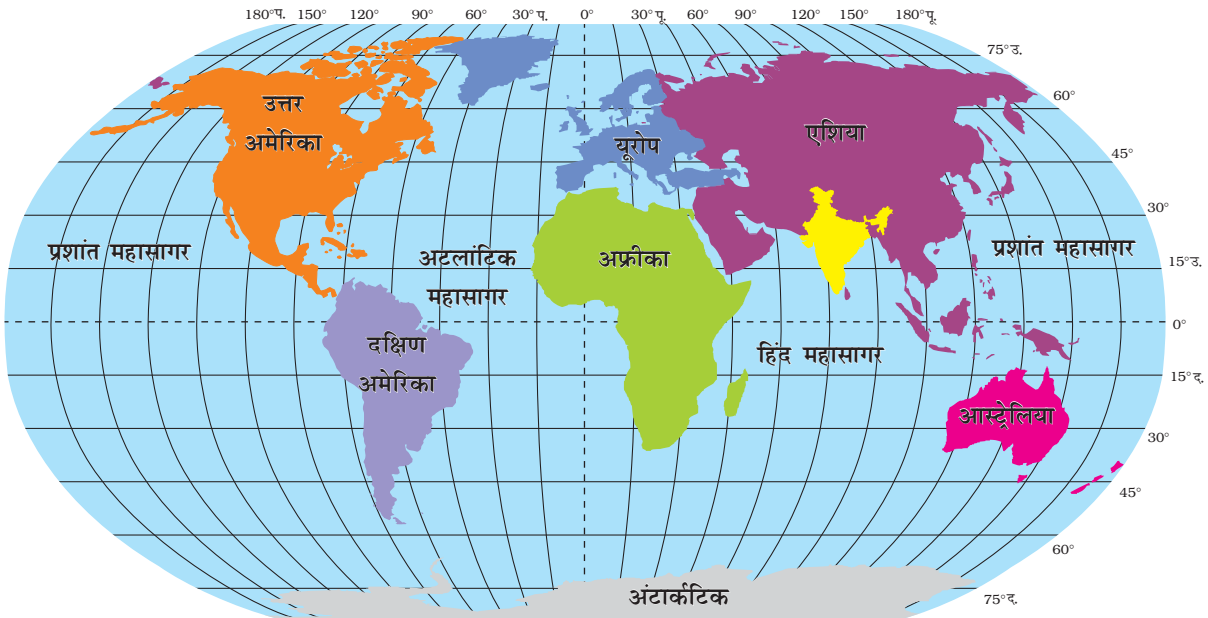 180°प. 150° 120° 90° 60° 30°प. 0° 30°पू. 60° 90° 120° 150° 180°पू.
75°उ.
60°
उत्तर
अमेरिका
यूरोप
एशिया
45°
30°
प्रशांत महासागर
अटलांटिक
महासागर
अफ्रीका
प्रशांत महासागर
15°उ.
0°
दक्षिण
अमेरिका
हिंद महासागर
15°द.
आस्ट्रेलिया
30°
45°
60°
अंटार्कटिक
75°द.